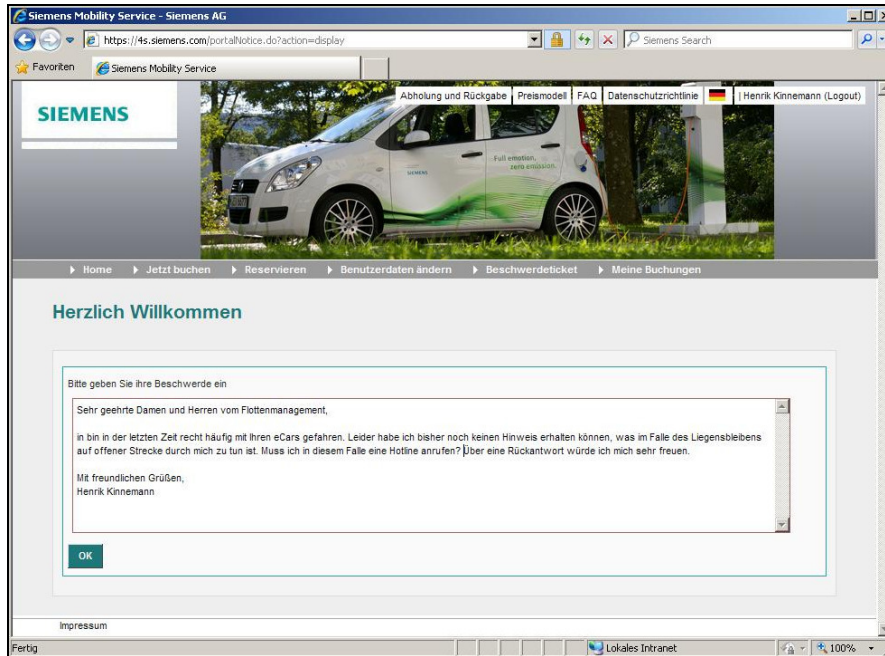 Siemens Mobility Service - Siemens AG
https://4s.siemens.com/portalNotice.do?action=display
Siemens Search
Favoriten
Siemens Mobility Service
SIEMENS
Abholung und Rückgabe
Preismodell
FAQ
Datenschutzrichtlinie
| Henrik Kinnemann (Logout)
Full emotion,
zero emission.
SIEMENS
Home
Jetzt buchen
Reservieren
Benutzerdaten ändern
Beschwerdeticket
Meine Buchungen
Herzlich Willkommen
Bitte geben Sie ihre Beschwerde ein
Sehr geehrte Damen und Herren vom Flottenmanagement,
in bin in der letzten Zeit recht häufig mit Ihren eCars gefahren. Leider habe ich bisher noch keinen Hinweis erhalten können, was im Falle des Liegensbleibens
auf offener Strecke durch mich zu tun ist. Muss ich in diesem Falle eine Hotline anrufen? Über eine Rückantwort würde ich mich sehr freuen.
Mit freundlichen Grüßen,
Henrik Kinnemann
OK
Impressum
Fertig
Lokales Intranet
100%